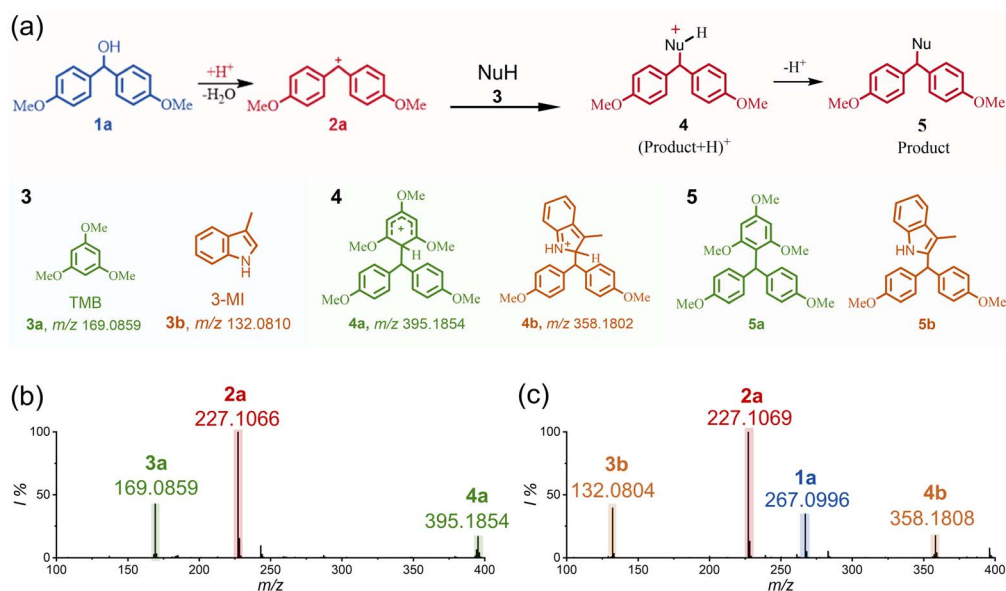 (a)
OH
MeO
OMe
1a
+H⁺
-H₂O
+
MeO
OMe
2a
NuH
3
+
Nu
H
MeO
OMe
4
(Product+H)⁺
-H⁺
Nu
MeO
OMe
5
Product
3
OMe
MeO
OMe
TMB
3a, m/z 169.0859
N
H
3-MI
3b, m/z 132.0810
4
OMe
+
MeO
OMe
H
MeO
OMe
4a, m/z 395.1854
HN
+
H
MeO
OMe
4b, m/z 358.1802
5
OMe
MeO
OMe
MeO
OMe
5a
HN
MeO
OMe
5b
(b)
2a
227.1066
3a
169.0859
4a
395.1854
100
50
0
I %
100 150 200 250 300 350 400
m/z
(c)
2a
227.1069
3b
132.0804
1a
267.0996
4b
358.1808
100
50
0
I %
100 150 200 250 300 350 400
m/z